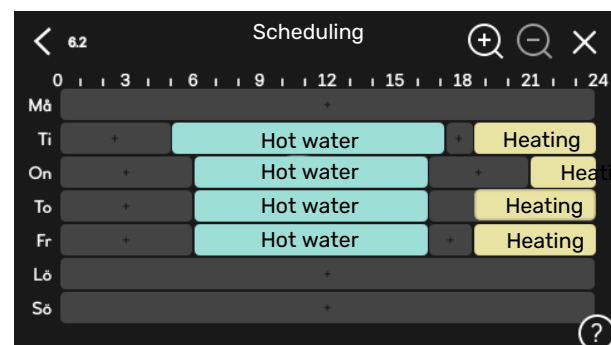 6.2 Scheduling
0 3 6 9 12 15 18 21 24
Må
Ti Hot water Heating
On Hot water Heati
To Hot water Heating
Fr Hot water Heating
Lö
Sö
?